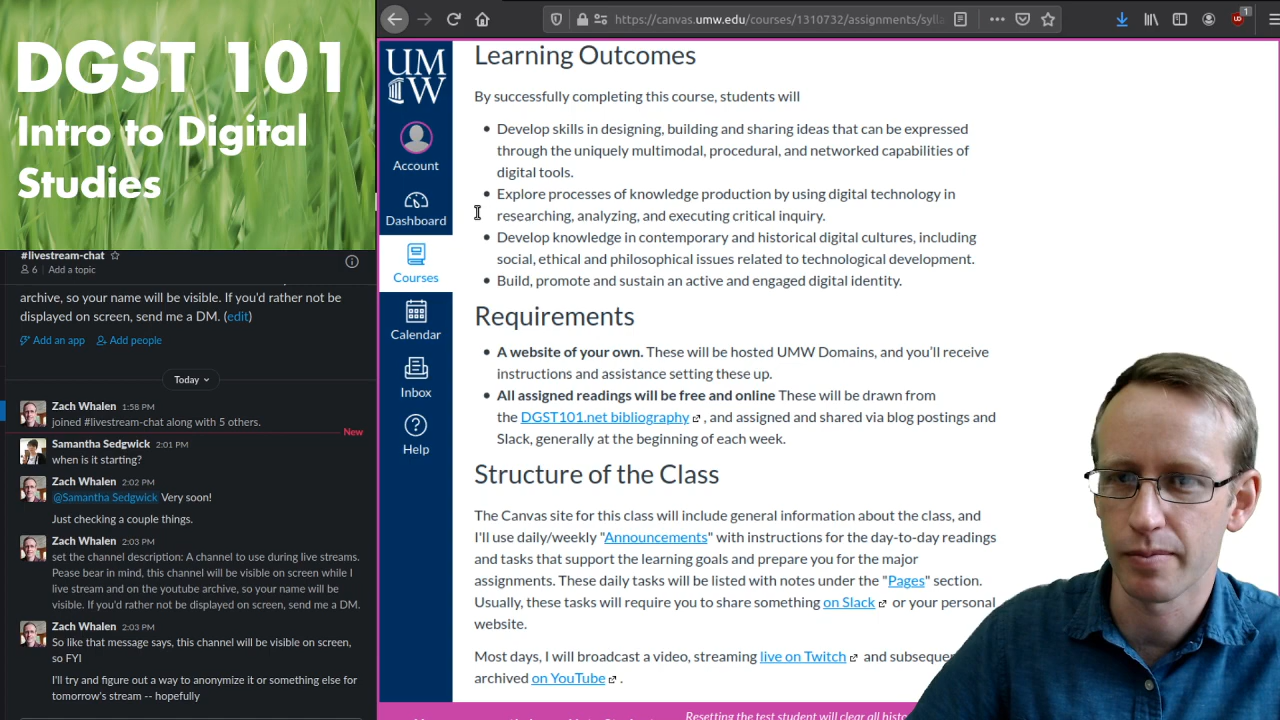 DGST 101
Intro to Digital
Studies
#livestream-chat
6 | Add a topic
archive, so your name will be visible. If you'd rather not be
displayed on screen, send me a DM. (edit)
Add an app Add people
Today
Zach Whalen 1:58 PM
joined #livestream-chat along with 5 others.
New
Samantha Sedgwick 2:01 PM
when is it starting?
Zach Whalen 2:02 PM
@Samantha Sedgwick Very soon!
Just checking a couple things.
Zach Whalen 2:03 PM
set the channel description: A channel to use during live streams.
Pease bear in mind, this channel will be visible on screen while I
live stream and on the youtube archive, so your name will be
visible. If you'd rather not be displayed on screen, send me a DM.
Zach Whalen 2:03 PM
So like that message says, this channel will be visible on screen,
so FYI
I'll try and figure out a way to anonymize it or something else for
tomorrow's stream -- hopefully
https://canvas.umw.edu/courses/1310732/assignments/sylla
1
UMW
Account
Dashboard
Courses
Calendar
Inbox
Help
Learning Outcomes
By successfully completing this course, students will
• Develop skills in designing, building and sharing ideas that can be expressed
through the uniquely multimodal, procedural, and networked capabilities of
digital tools.
• Explore processes of knowledge production by using digital technology in
researching, analyzing, and executing critical inquiry.
• Develop knowledge in contemporary and historical digital cultures, including
social, ethical and philosophical issues related to technological development.
• Build, promote and sustain an active and engaged digital identity.
Requirements
• A website of your own. These will be hosted UMW Domains, and you'll receive
instructions and assistance setting these up.
• All assigned readings will be free and online These will be drawn from
the DGST101.net bibliography , and assigned and shared via blog postings and
Slack, generally at the beginning of each week.
Structure of the Class
The Canvas site for this class will include general information about the class, and
I'll use daily/weekly "Announcements" with instructions for the day-to-day readings
and tasks that support the learning goals and prepare you for the major
assignments. These daily tasks will be listed with notes under the "Pages" section.
Usually, these tasks will require you to share something on Slack or your personal
website.
Most days, I will broadcast a video, streaming live on Twitch and subseque
archived on YouTube .
Resetting the test student will clear all histo